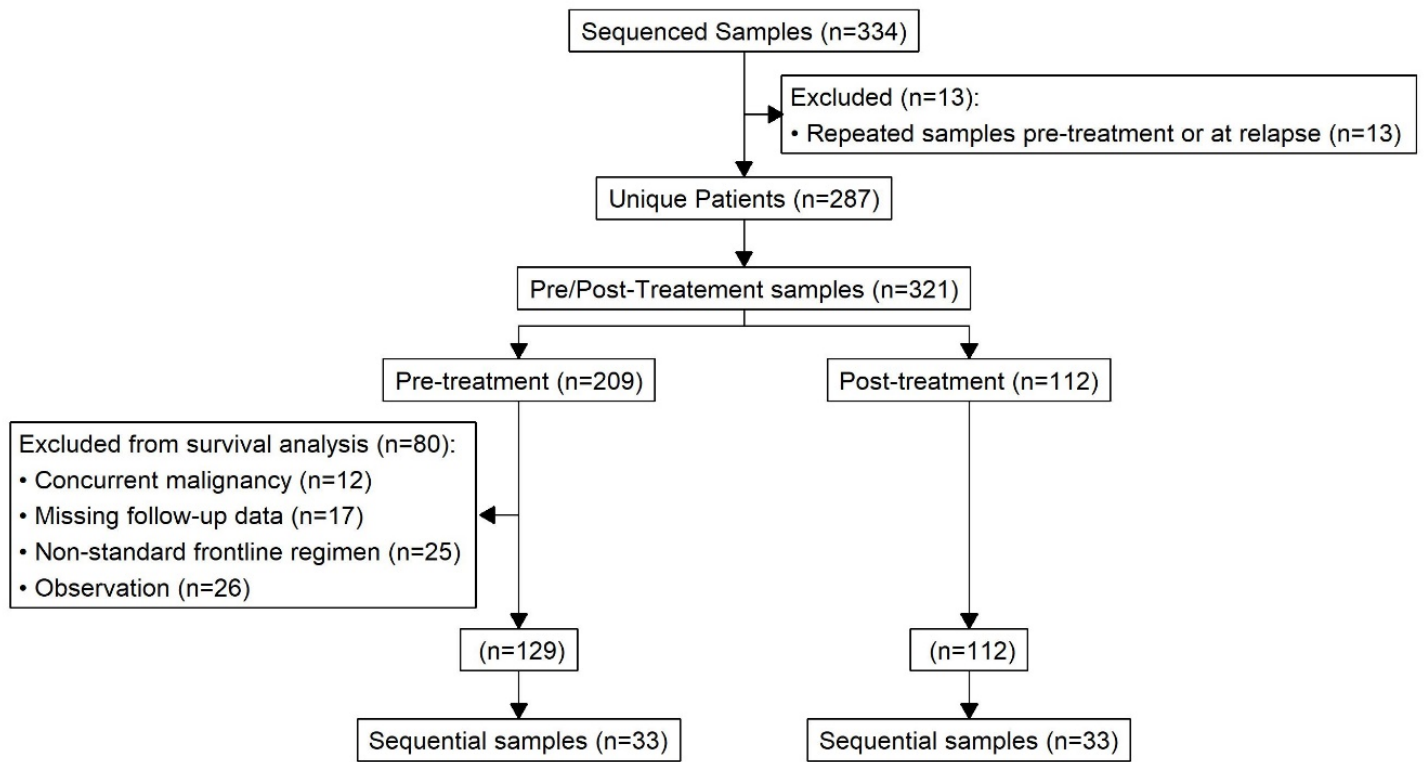 Sequenced Samples (n=334)
Excluded (n=13):
• Repeated samples pre-treatment or at relapse (n=13)
Unique Patients (n=287)
Pre/Post-Treatement samples (n=321)
Pre-treatment (n=209)
Post-treatment (n=112)
Excluded from survival analysis (n=80):
• Concurrent malignancy (n=12)
• Missing follow-up data (n=17)
• Non-standard frontline regimen (n=25)
• Observation (n=26)
(n=129)
(n=112)
Sequential samples (n=33)
Sequential samples (n=33)